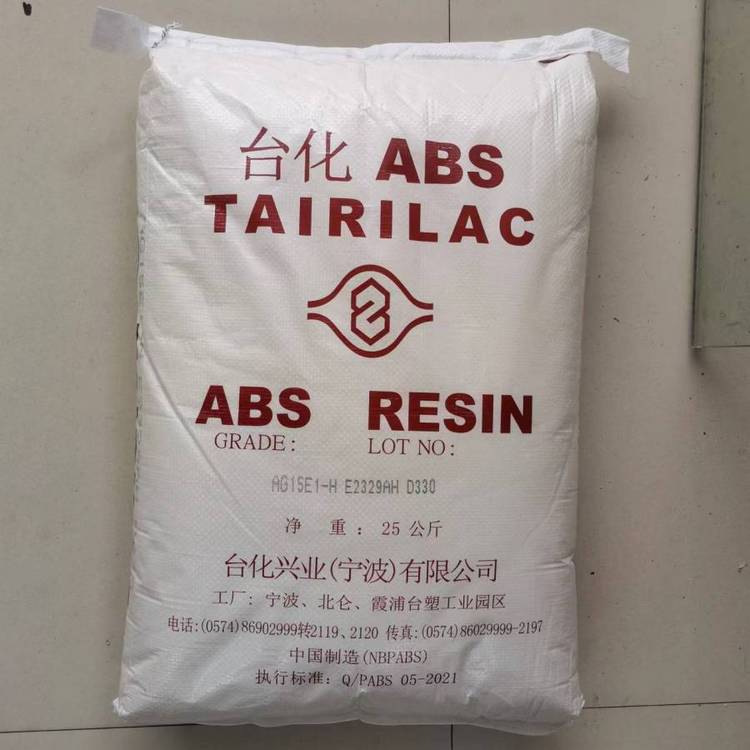 台化 ABS
TAIRILAC
ABS RESIN
GRADE: LOT NO:
AG15E1-H E2329AH D330
净 重：25 公斤
台化兴业(宁波)有限公司
工厂：宁波、北仑、霞浦台塑工业园区
电话:(0574)86902999转2119、2120 传真:(0574)86029999-2197
中国制造(NBPABS)
执行标准：Q/PABS 05-2021